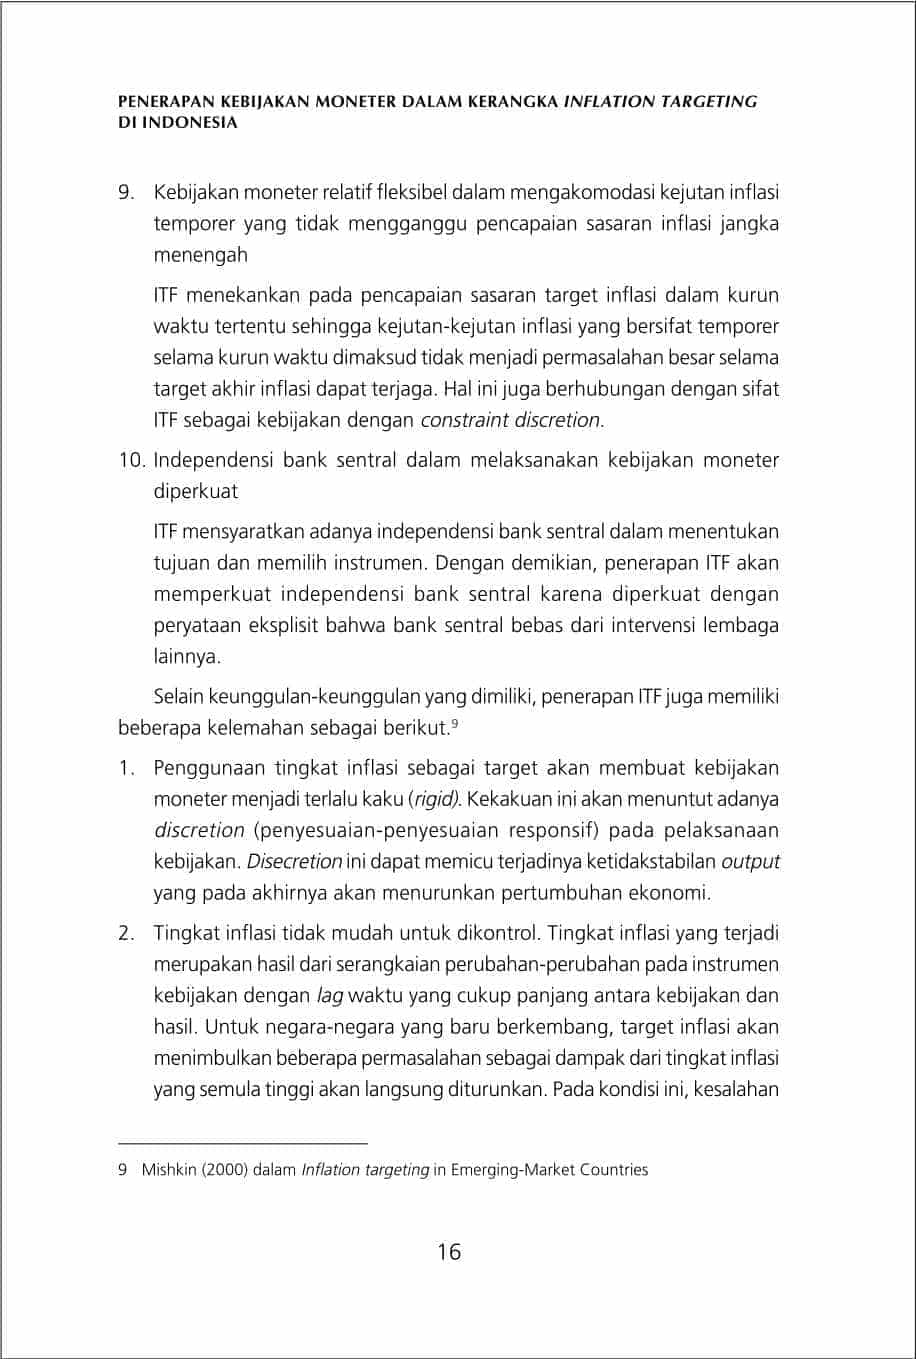 PENERAPAN KEBIJAKAN MONETER DALAM KERANGKA INFLATION TARGETING
DI INDONESIA
9. Kebijakan moneter relatif fleksibel dalam mengakomodasi kejutan inflasi
temporer yang tidak mengganggu pencapaian sasaran inflasi jangka
menengah
ITF menekankan pada pencapaian sasaran target inflasi dalam kurun
waktu tertentu sehingga kejutan-kejutan inflasi yang bersifat temporer
selama kurun waktu dimaksud tidak menjadi permasalahan besar selama
target akhir inflasi dapat terjaga. Hal ini juga berhubungan dengan sifat
ITF sebagai kebijakan dengan constraint discretion.
10. Independensi bank sentral dalam melaksanakan kebijakan moneter
diperkuat
ITF mensyaratkan adanya independensi bank sentral dalam menentukan
tujuan dan memilih instrumen. Dengan demikian, penerapan ITF akan
memperkuat independensi bank sentral karena diperkuat dengan
peryataan eksplisit bahwa bank sentral bebas dari intervensi lembaga
lainnya.
Selain keunggulan-keunggulan yang dimiliki, penerapan ITF juga memiliki
beberapa kelemahan sebagai berikut.9
1. Penggunaan tingkat inflasi sebagai target akan membuat kebijakan
moneter menjadi terlalu kaku (rigid). Kekakuan ini akan menuntut adanya
discretion (penyesuaian-penyesuaian responsif) pada pelaksanaan
kebijakan. Disecretion ini dapat memicu terjadinya ketidakstabilan output
yang pada akhirnya akan menurunkan pertumbuhan ekonomi.
2. Tingkat inflasi tidak mudah untuk dikontrol. Tingkat inflasi yang terjadi
merupakan hasil dari serangkaian perubahan-perubahan pada instrumen
kebijakan dengan lag waktu yang cukup panjang antara kebijakan dan
hasil. Untuk negara-negara yang baru berkembang, target inflasi akan
menimbulkan beberapa permasalahan sebagai dampak dari tingkat inflasi
yang semula tinggi akan langsung diturunkan. Pada kondisi ini, kesalahan
9 Mishkin (2000) dalam Inflation targeting in Emerging-Market Countries
16